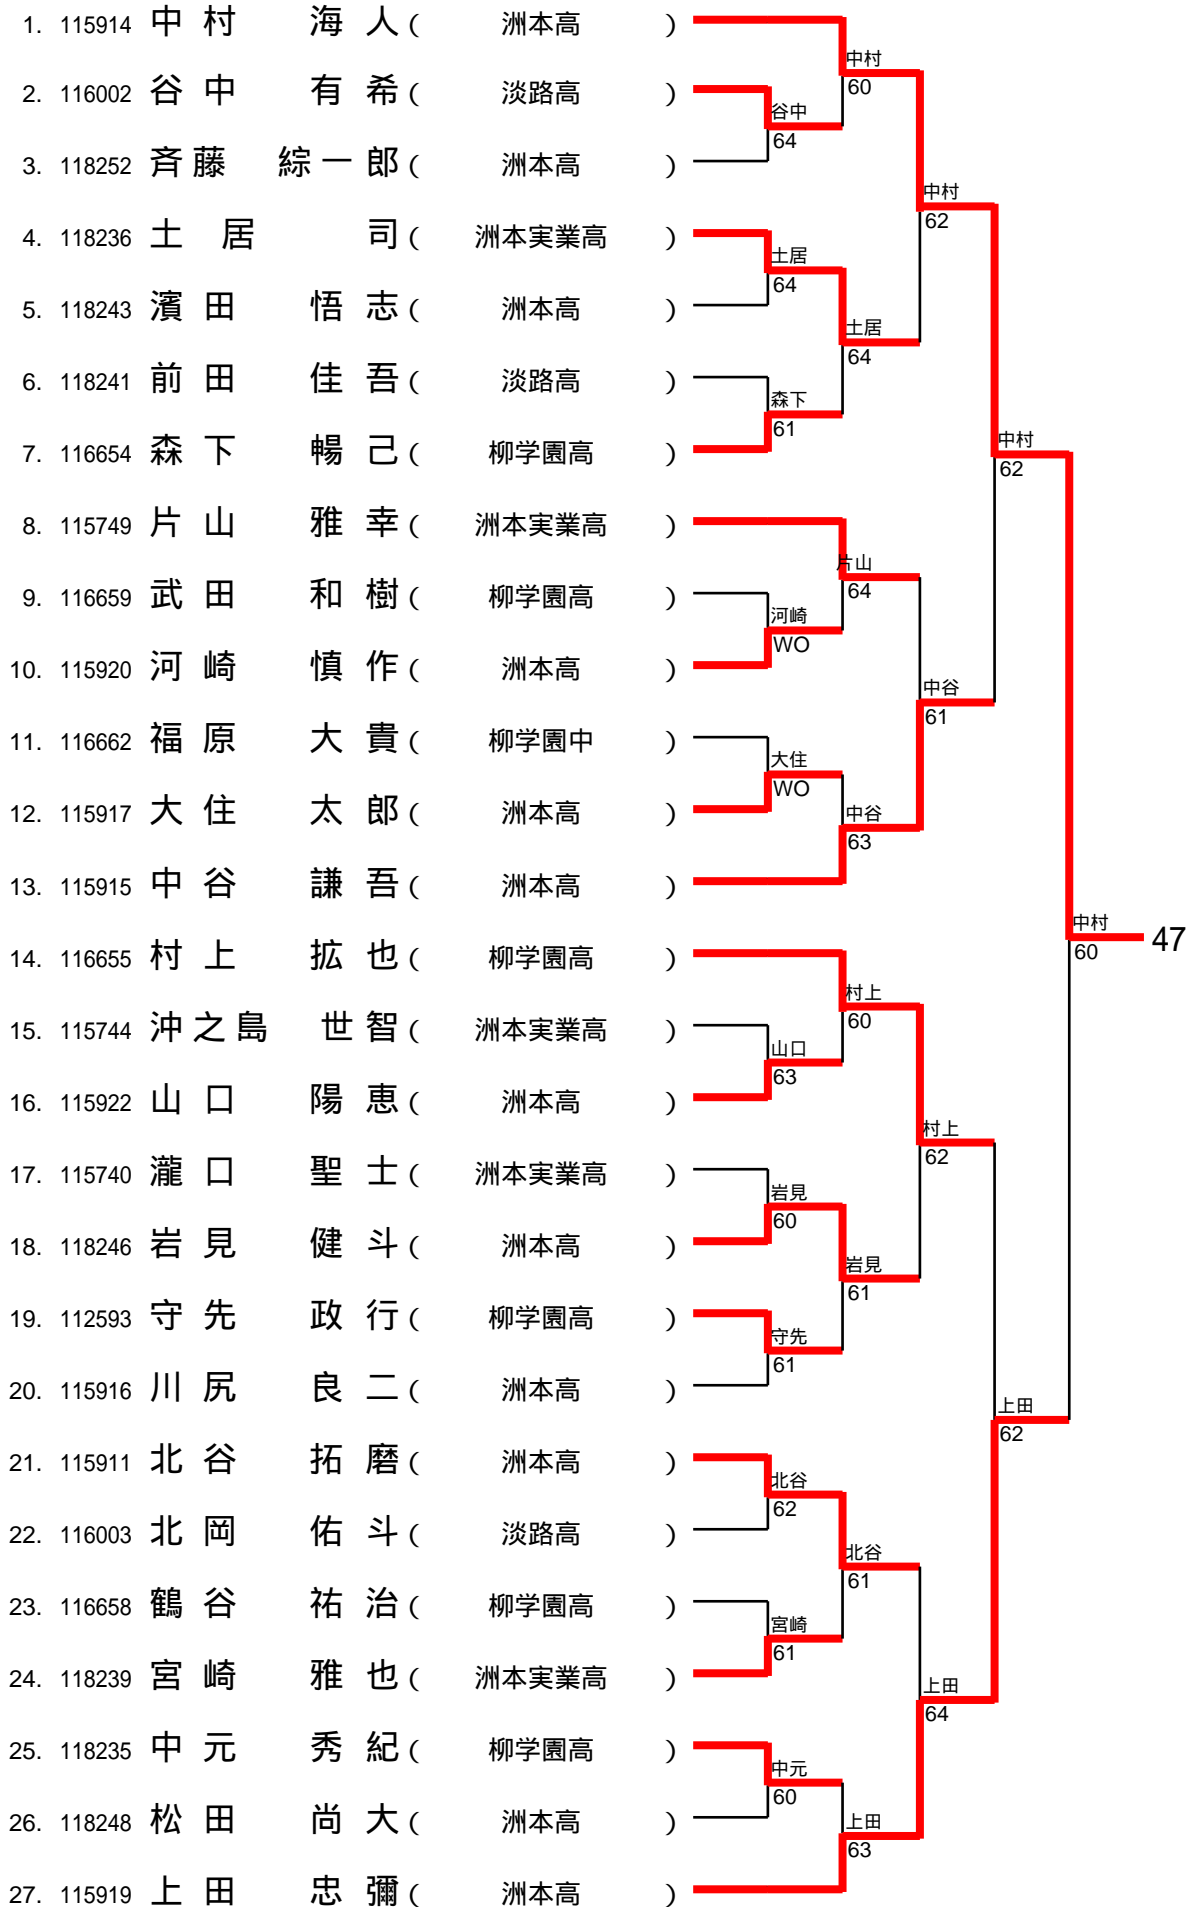 1. 115914 中村 海人 ( 洲本高 )
中村
60
2. 116002 谷中 有希 ( 淡路高 )
谷中
64
3. 118252 斉藤 綜一郎 ( 洲本高 )
中村
62
4. 118236 土居 司 ( 洲本実業高 )
土居
64
5. 118243 濱田 悟志 ( 洲本高 )
土居
64
6. 118241 前田 佳吾 ( 淡路高 )
森下
61
7. 116654 森下 暢己 ( 柳学園高 )
中村
62
8. 115749 片山 雅幸 ( 洲本実業高 )
片山
64
9. 116659 武田 和樹 ( 柳学園高 )
河崎
WO
10. 115920 河崎 慎作 ( 洲本高 )
中谷
61
11. 116662 福原 大貴 ( 柳学園中 )
大住
WO
12. 115917 大住 太郎 ( 洲本高 )
中谷
63
13. 115915 中谷 謙吾 ( 洲本高 )
中村
60
47
14. 116655 村上 拡也 ( 柳学園高 )
村上
60
15. 115744 沖之島 世智 ( 洲本実業高 )
山口
63
16. 115922 山口 陽恵 ( 洲本高 )
村上
62
17. 115740 瀧口 聖士 ( 洲本実業高 )
岩見
60
18. 118246 岩見 健斗 ( 洲本高 )
岩見
61
19. 112593 守先 政行 ( 柳学園高 )
守先
61
20. 115916 川尻 良二 ( 洲本高 )
上田
62
21. 115911 北谷 拓磨 ( 洲本高 )
北谷
62
22. 116003 北岡 佑斗 ( 淡路高 )
北谷
61
23. 116658 鶴谷 祐治 ( 柳学園高 )
宮崎
61
24. 118239 宮崎 雅也 ( 洲本実業高 )
上田
64
25. 118235 中元 秀紀 ( 柳学園高 )
中元
60
26. 118248 松田 尚大 ( 洲本高 )
上田
63
27. 115919 上田 忠彌 ( 洲本高 )